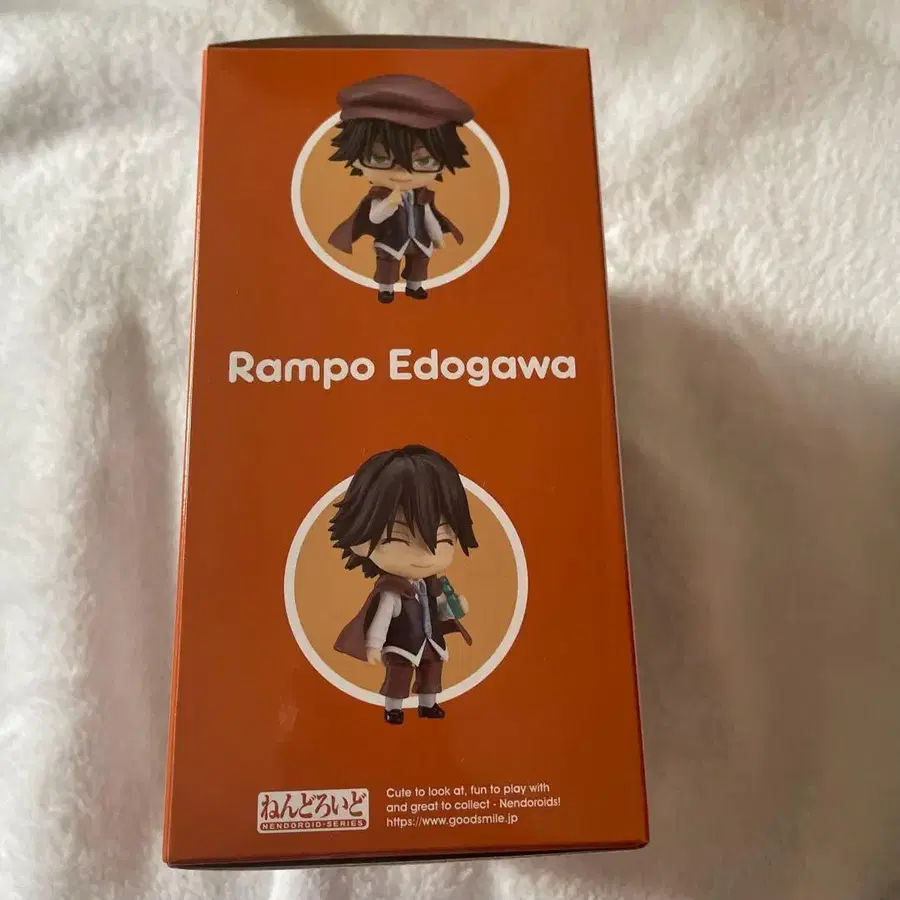 Rampo Edogawa
ねんどろいど
NENDOROID-SERIES
Cute to look at, fun to play with
and great to collect - Nendoroids!
https://www.goodsmile.jp